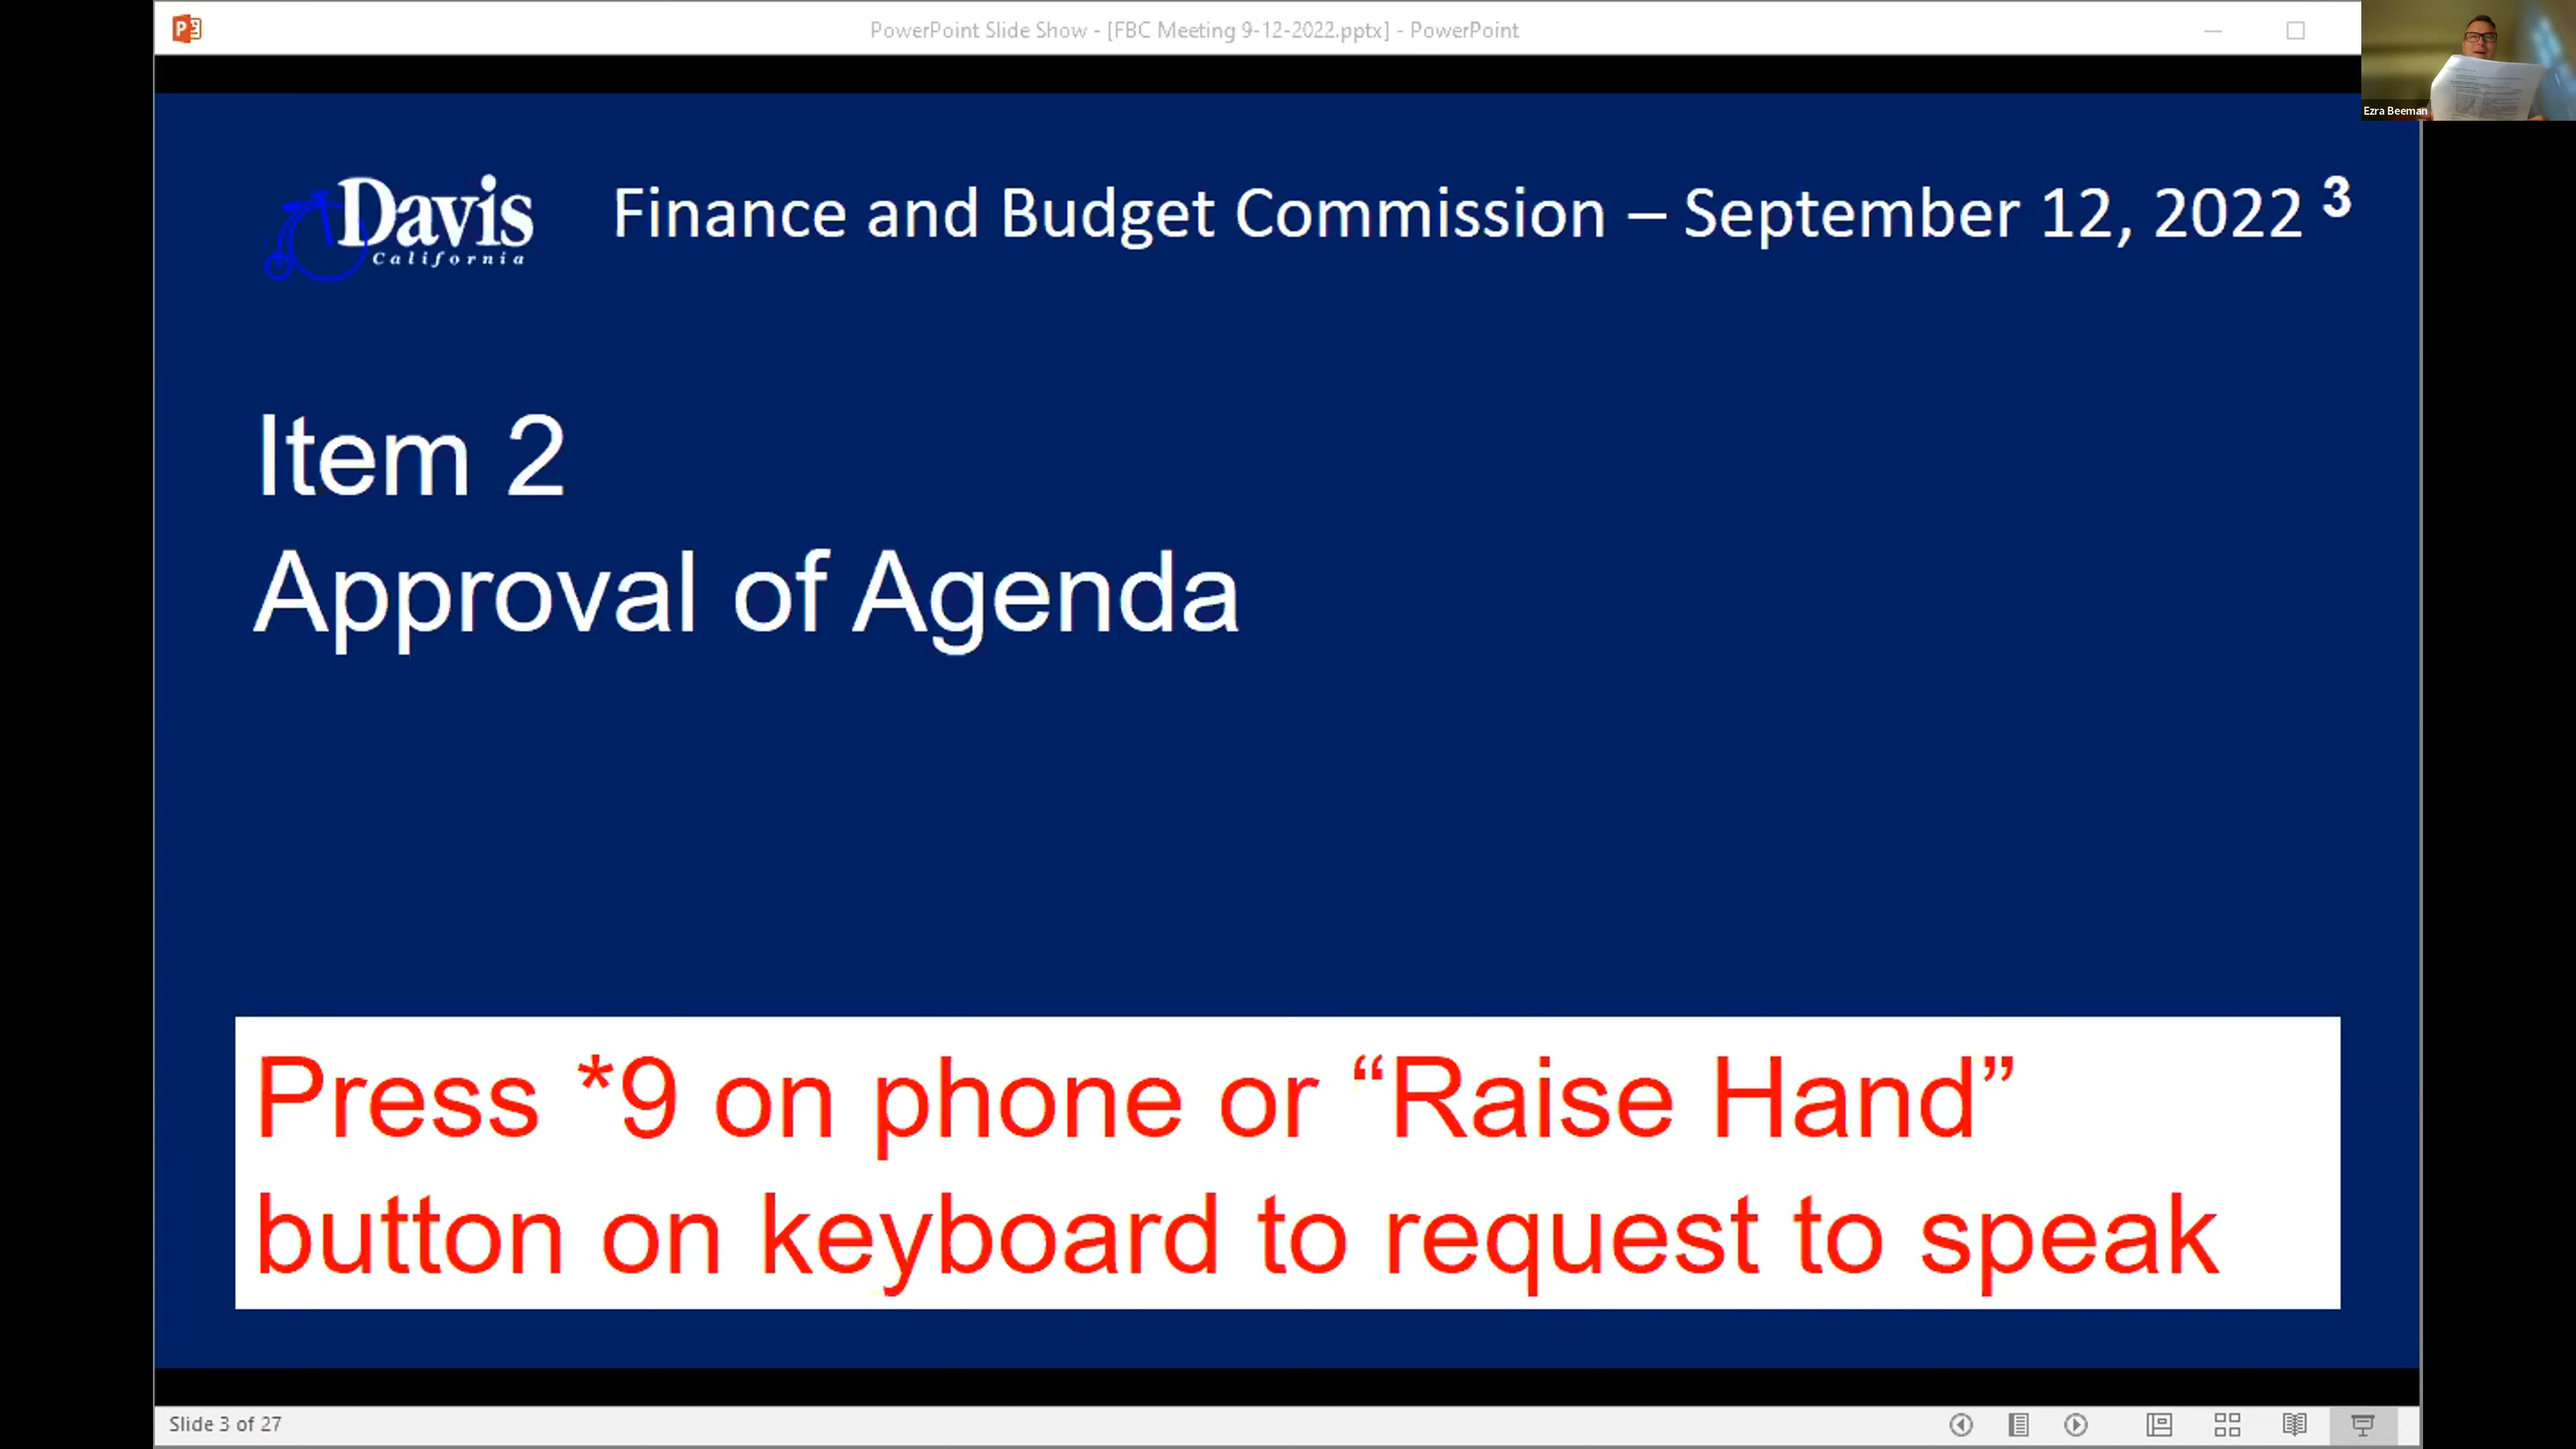 PowerPoint Slide Show - [FBC Meeting 9-12-2022.pptx] - PowerPoint
Ezra Beeman
Davis
California
Finance and Budget Commission – September 12, 2022 3
Item 2
Approval of Agenda
Press *9 on phone or “Raise Hand”
button on keyboard to request to speak
Slide 3 of 27